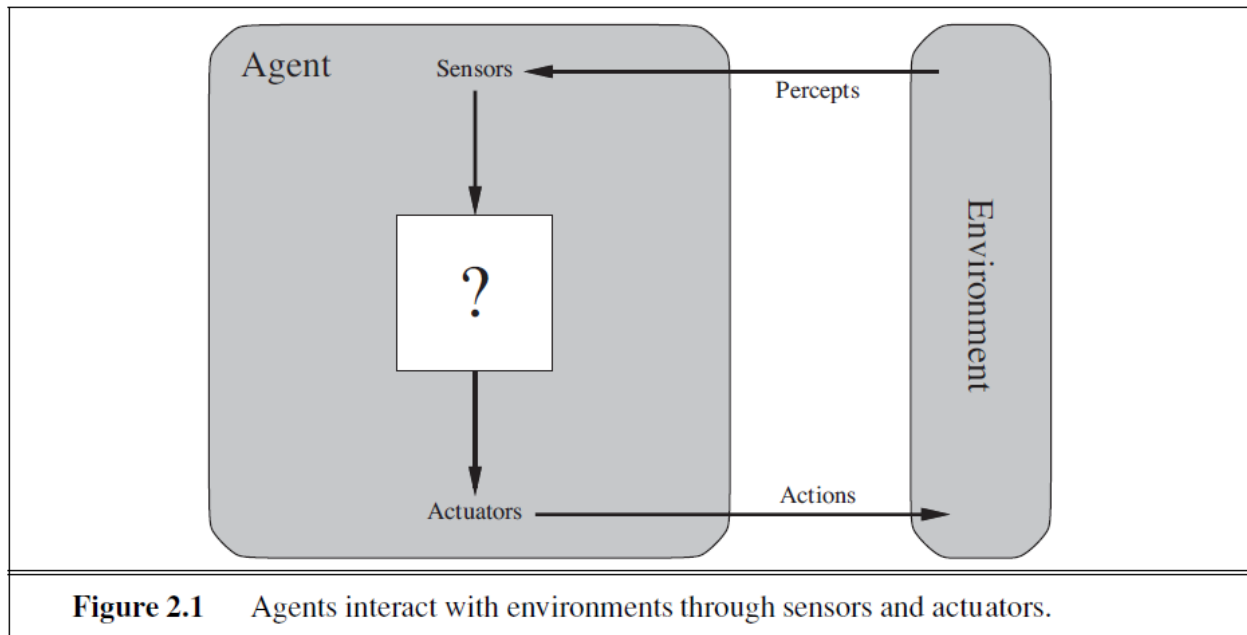 Agent
Sensors
Percepts
?
Environment
Actuators
Actions
Figure 2.1 Agents interact with environments through sensors and actuators.